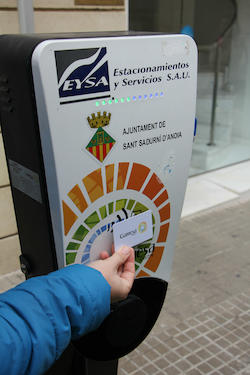 EYSA
Estacionamientos
y Servicios S.A.U.
AJUNTAMENT DE
SANT SADURNÍ D'ANOIA